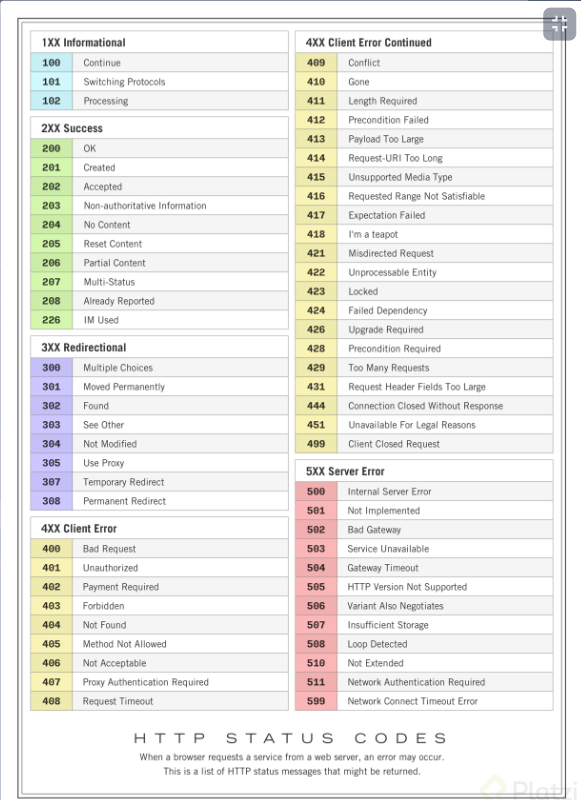 1XX Informational
100 Continue
101 Switching Protocols
102 Processing
2XX Success
200 OK
201 Created
202 Accepted
203 Non-authoritative Information
204 No Content
205 Reset Content
206 Partial Content
207 Multi-Status
208 Already Reported
226 IM Used
3XX Redirectional
300 Multiple Choices
301 Moved Permanently
302 Found
303 See Other
304 Not Modified
305 Use Proxy
307 Temporary Redirect
308 Permanent Redirect
4XX Client Error
400 Bad Request
401 Unauthorized
402 Payment Required
403 Forbidden
404 Not Found
405 Method Not Allowed
406 Not Acceptable
407 Proxy Authentication Required
408 Request Timeout
4XX Client Error Continued
409 Conflict
410 Gone
411 Length Required
412 Precondition Failed
413 Payload Too Large
414 Request-URI Too Long
415 Unsupported Media Type
416 Requested Range Not Satisfiable
417 Expectation Failed
418 I'm a teapot
421 Misdirected Request
422 Unprocessable Entity
423 Locked
424 Failed Dependency
426 Upgrade Required
428 Precondition Required
429 Too Many Requests
431 Request Header Fields Too Large
444 Connection Closed Without Response
451 Unavailable For Legal Reasons
499 Client Closed Request
5XX Server Error
500 Internal Server Error
501 Not Implemented
502 Bad Gateway
503 Service Unavailable
504 Gateway Timeout
505 HTTP Version Not Supported
506 Variant Also Negotiates
507 Insufficient Storage
508 Loop Detected
510 Not Extended
511 Network Authentication Required
599 Network Connect Timeout Error
HTTP STATUS CODES
When a browser requests a service from a web server, an error may occur.
This is a list of HTTP status messages that might be returned.
Platzi